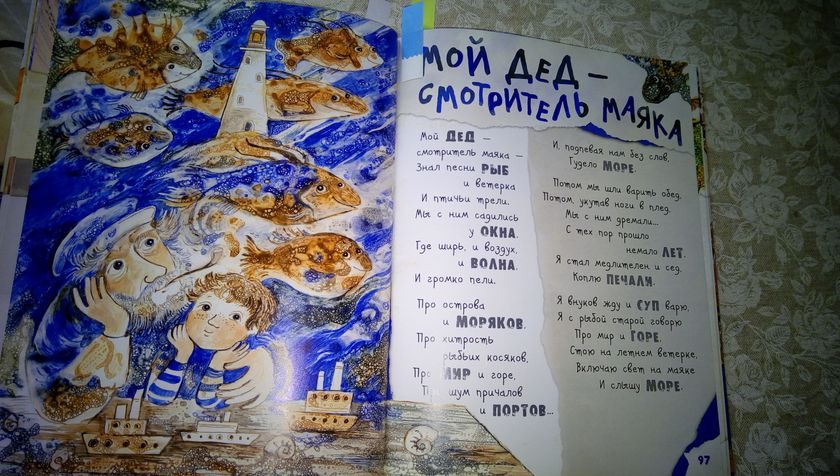 МОЙ ДЕД –
СМОТРИТЕЛЬ МАЯКА
Мой ДЕД –
смотритель маяка –
Знал песни РЫБ
и ветерка
И птичьи трели.
Мы с ним садились
у ОКНА,
Где ширь, и воздух,
и ВОЛНА,
И громко пели.
Про острова
и МОРЯКОВ,
Про хитрость
рыбьих косяков,
Про МИР и горе,
Про шум причалов
и ПОРТОВ...
И, подпевая нам без слов,
Гудело МОРЕ.
Потом мы шли варить обед,
Потом, укутав ноги в плед,
Мы с ним дремали...
С тех пор прошло
немало ЛЕТ.
Я стал медлителен и сед,
Коплю ПЕЧАЛИ.
Я внуков жду и СУП варю,
Я с рыбой старой говорю
Про мир и ГОРЕ.
Стою на летнем ветерке,
Включаю свет на маяке
И слышу МОРЕ.
97